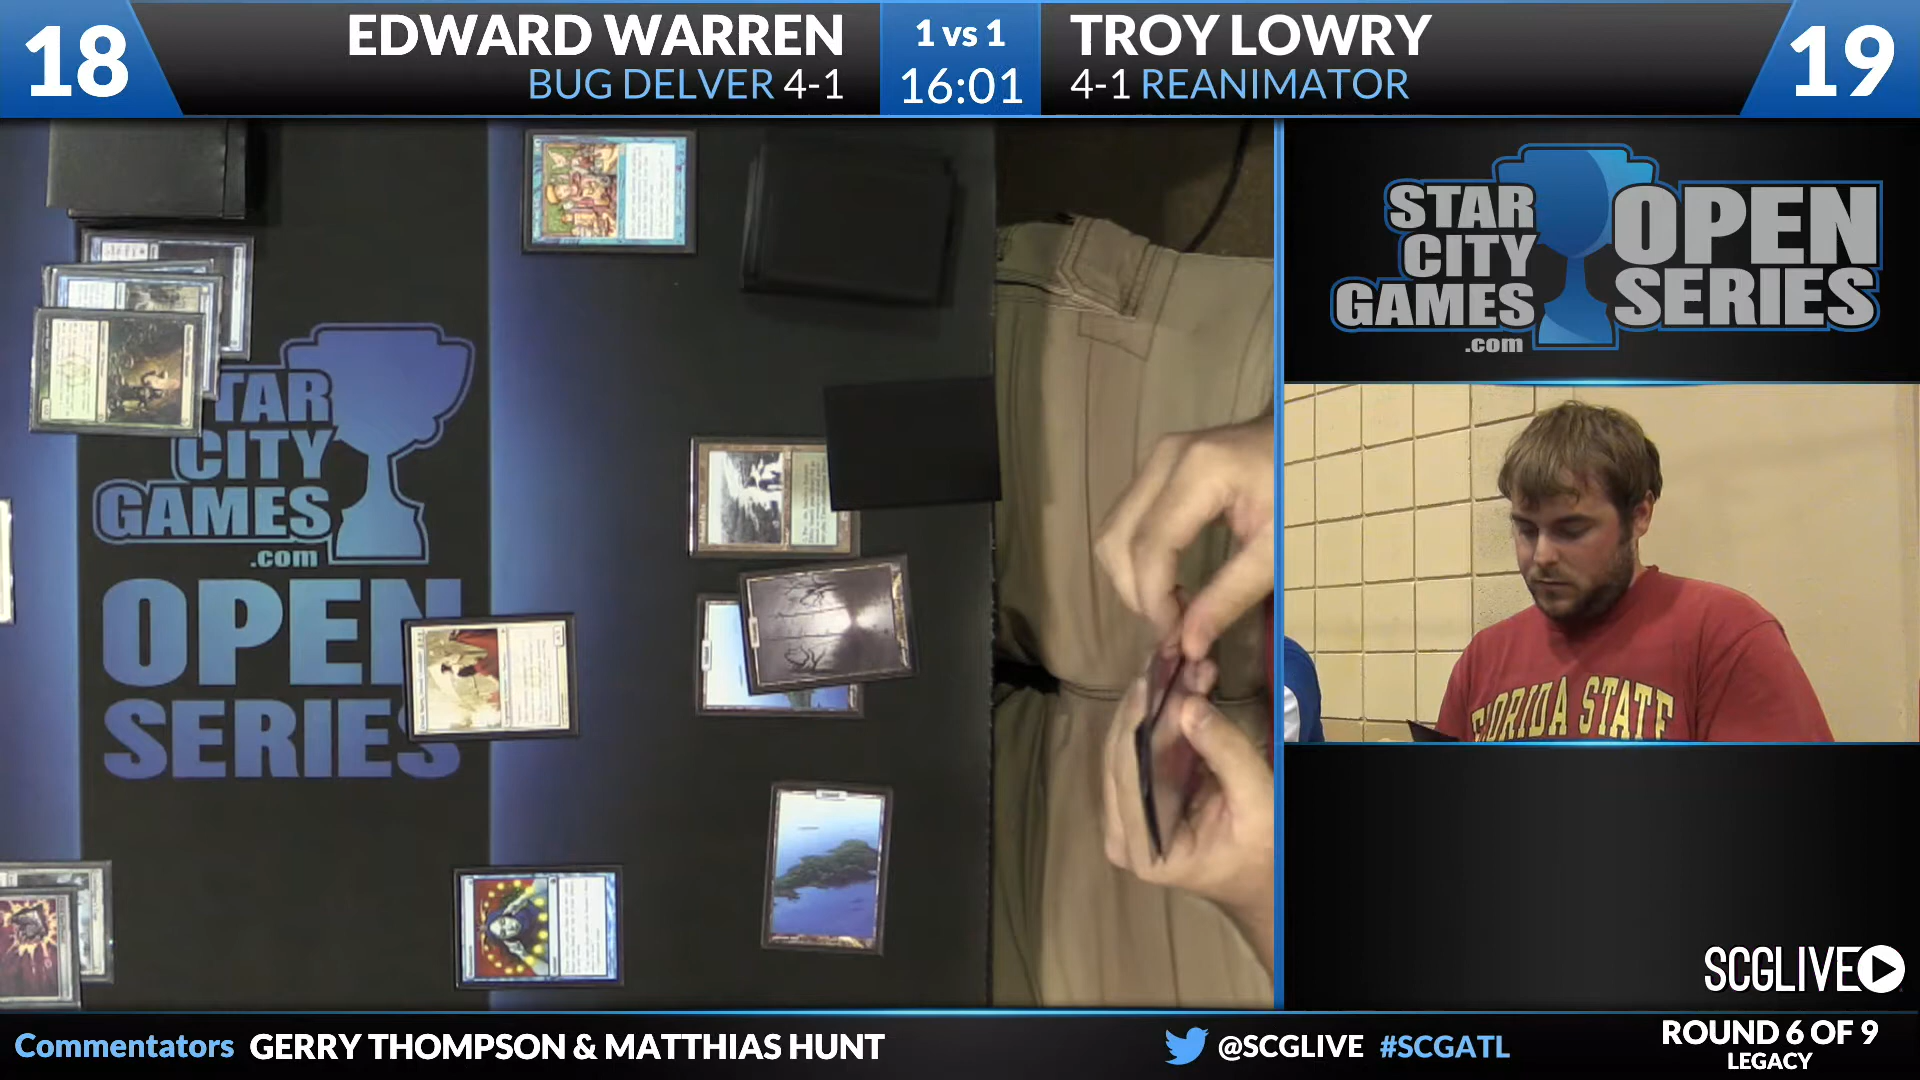 18
EDWARD WARREN
BUG DELVER 4-1
1 vs 1
16:01
TROY LOWRY
4-1 REANIMATOR
19
STAR
CITY
GAMES
.com
OPEN
SERIES
TAR
CITY
GAMES
.com
OPEN
SERIES
FLORIDA STATE
SCGLIVE
Commentators GERRY THOMPSON & MATTHIAS HUNT
@SCGLIVE #SCGATL
ROUND 6 OF 9
LEGACY